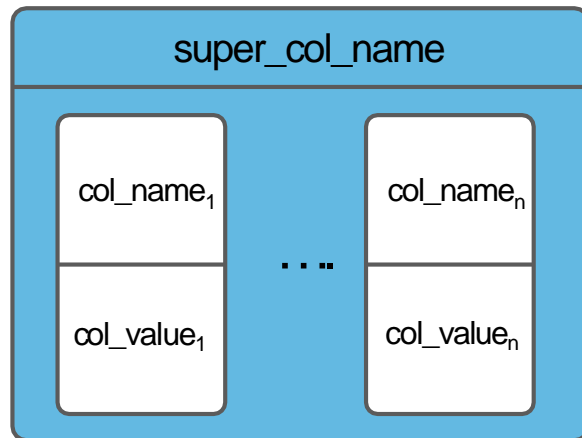 super_col_name
col_name₁ col_nameₙ
....
col_value₁ col_valueₙ